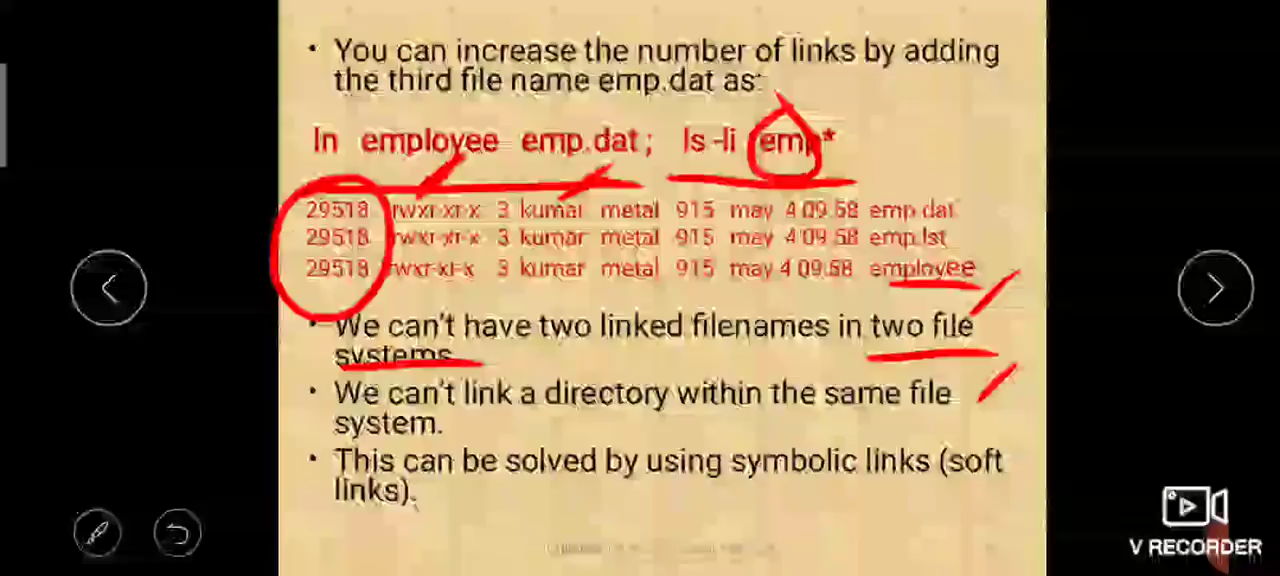 • You can increase the number of links by adding
the third file name emp.dat as:
ln employee emp.dat ; ls -li emp*
29518 rwxr-xr-x 3 kumar metal 915 may 4 09.58 emp.dat
29518 rwxr-xr-x 3 kumar metal 915 may 4 09.58 emp.lst
29518 rwxr-xr-x 3 kumar metal 915 may 4 09.58 employee
• We can't have two linked filenames in two file
systems.
• We can't link a directory within the same file
system.
• This can be solved by using symbolic links (soft
links).
V RECORDER